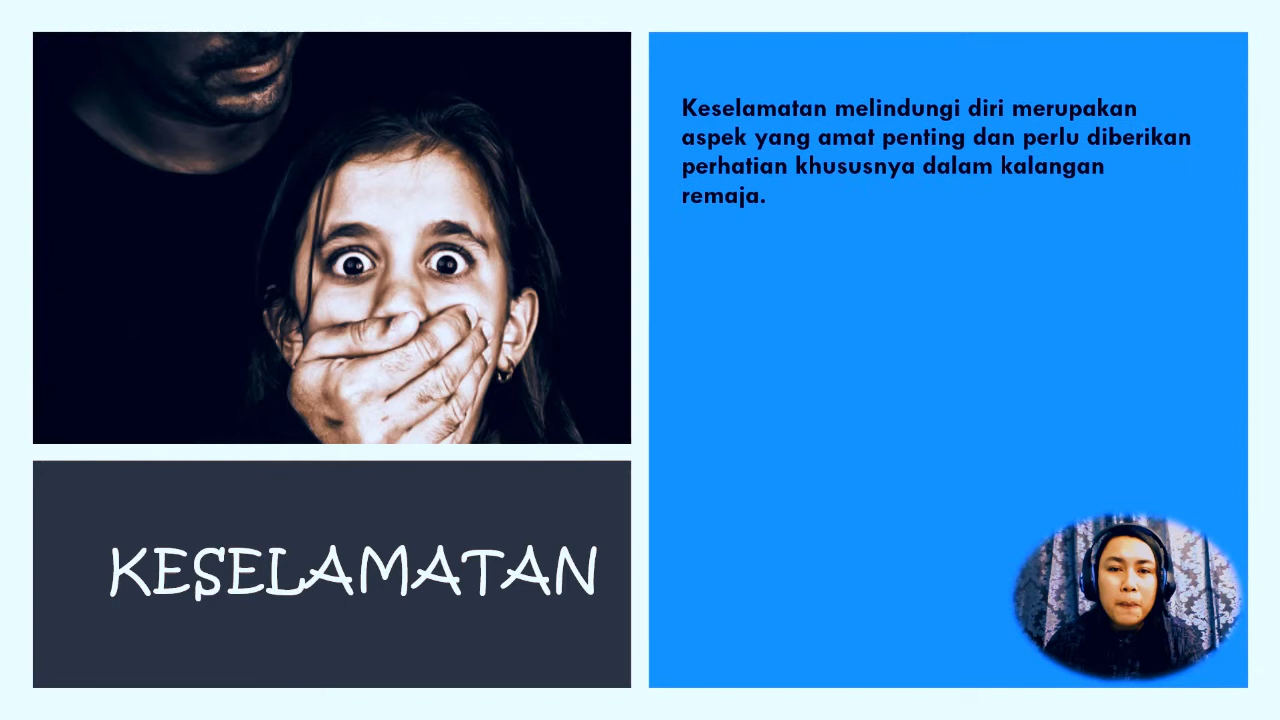 Keselamatan melindungi diri merupakan
aspek yang amat penting dan perlu diberikan
perhatian khususnya dalam kalangan
remaja.
KESELAMATAN